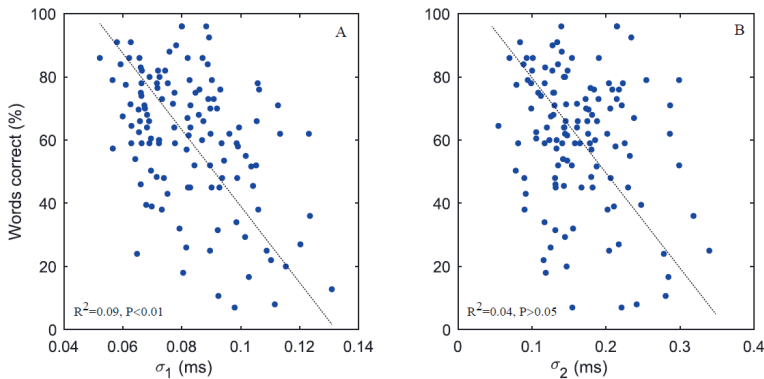 A
B
Words correct (%)
100
80
60
40
20
0
R²=0.09, P<0.01
0.04 0.06 0.08 0.1 0.12 0.14
σ₁ (ms)
100
80
60
40
20
0
R²=0.04, P>0.05
0 0.1 0.2 0.3 0.4
σ₂ (ms)